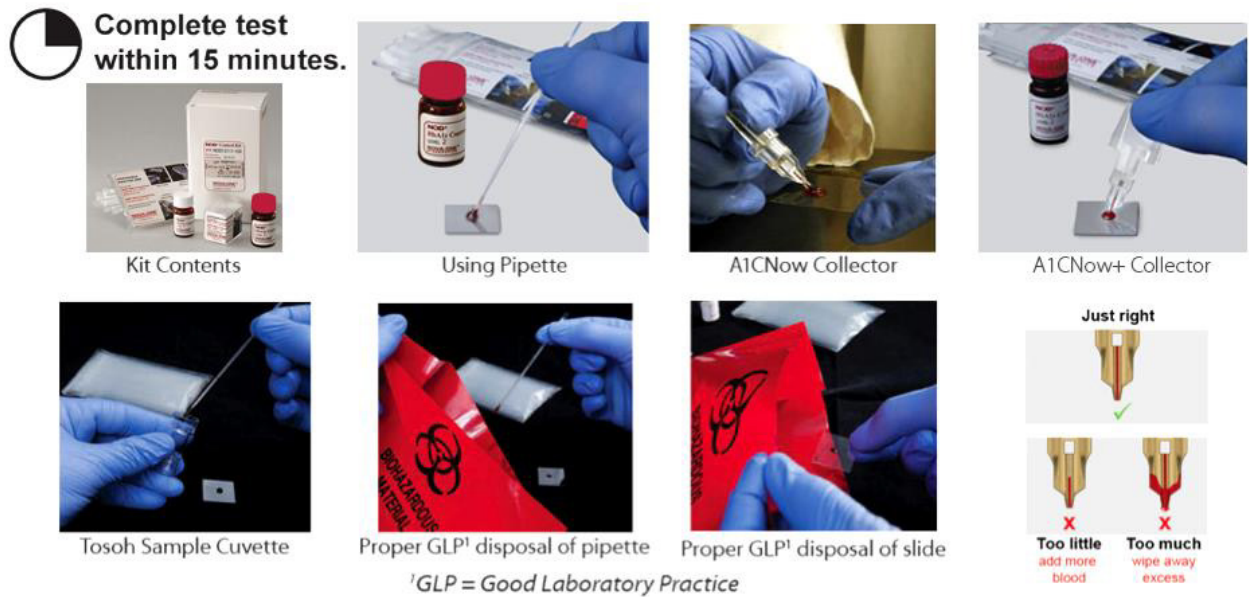 Complete test
within 15 minutes.
Kit Contents
Using Pipette
A1CNow Collector
A1CNow+ Collector
Tosoh Sample Cuvette
BIOHAZARDOUS
MATERIAL
Proper GLP¹ disposal of pipette
Proper GLP¹ disposal of slide
Just right
X
X
Too little
Too much
add more
wipe away
blood
excess
¹GLP = Good Laboratory Practice